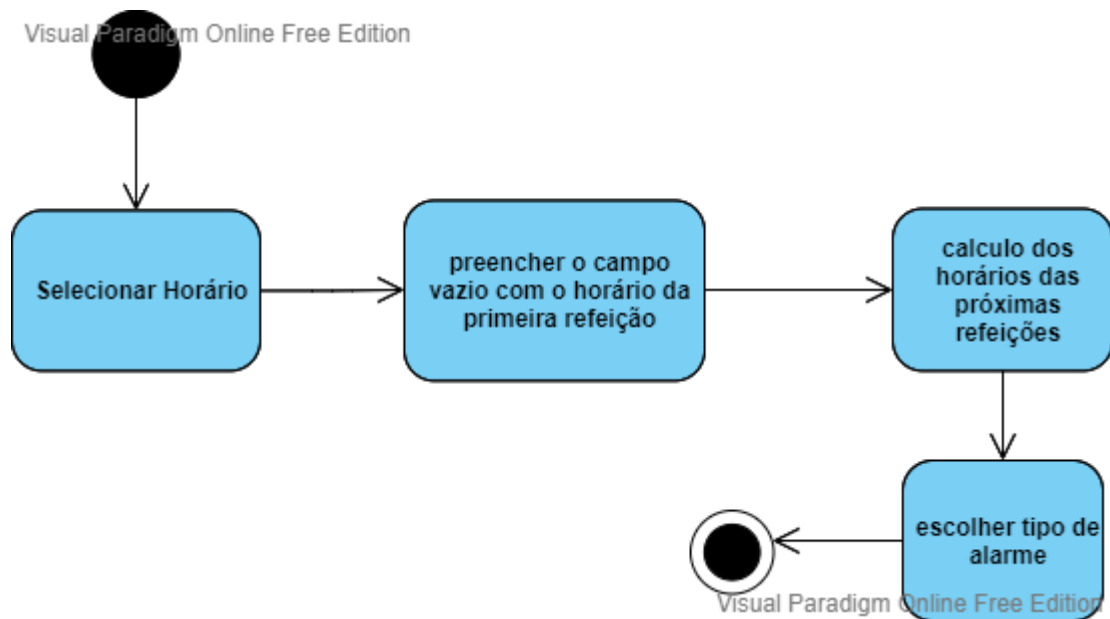 Visual Paradigm Online Free Edition
Selecionar Horário
preencher o campo
vazio com o horário da
primeira refeição
calculo dos
horários das
próximas
refeições
escolher tipo de
alarme
Visual Paradigm Online Free Edition